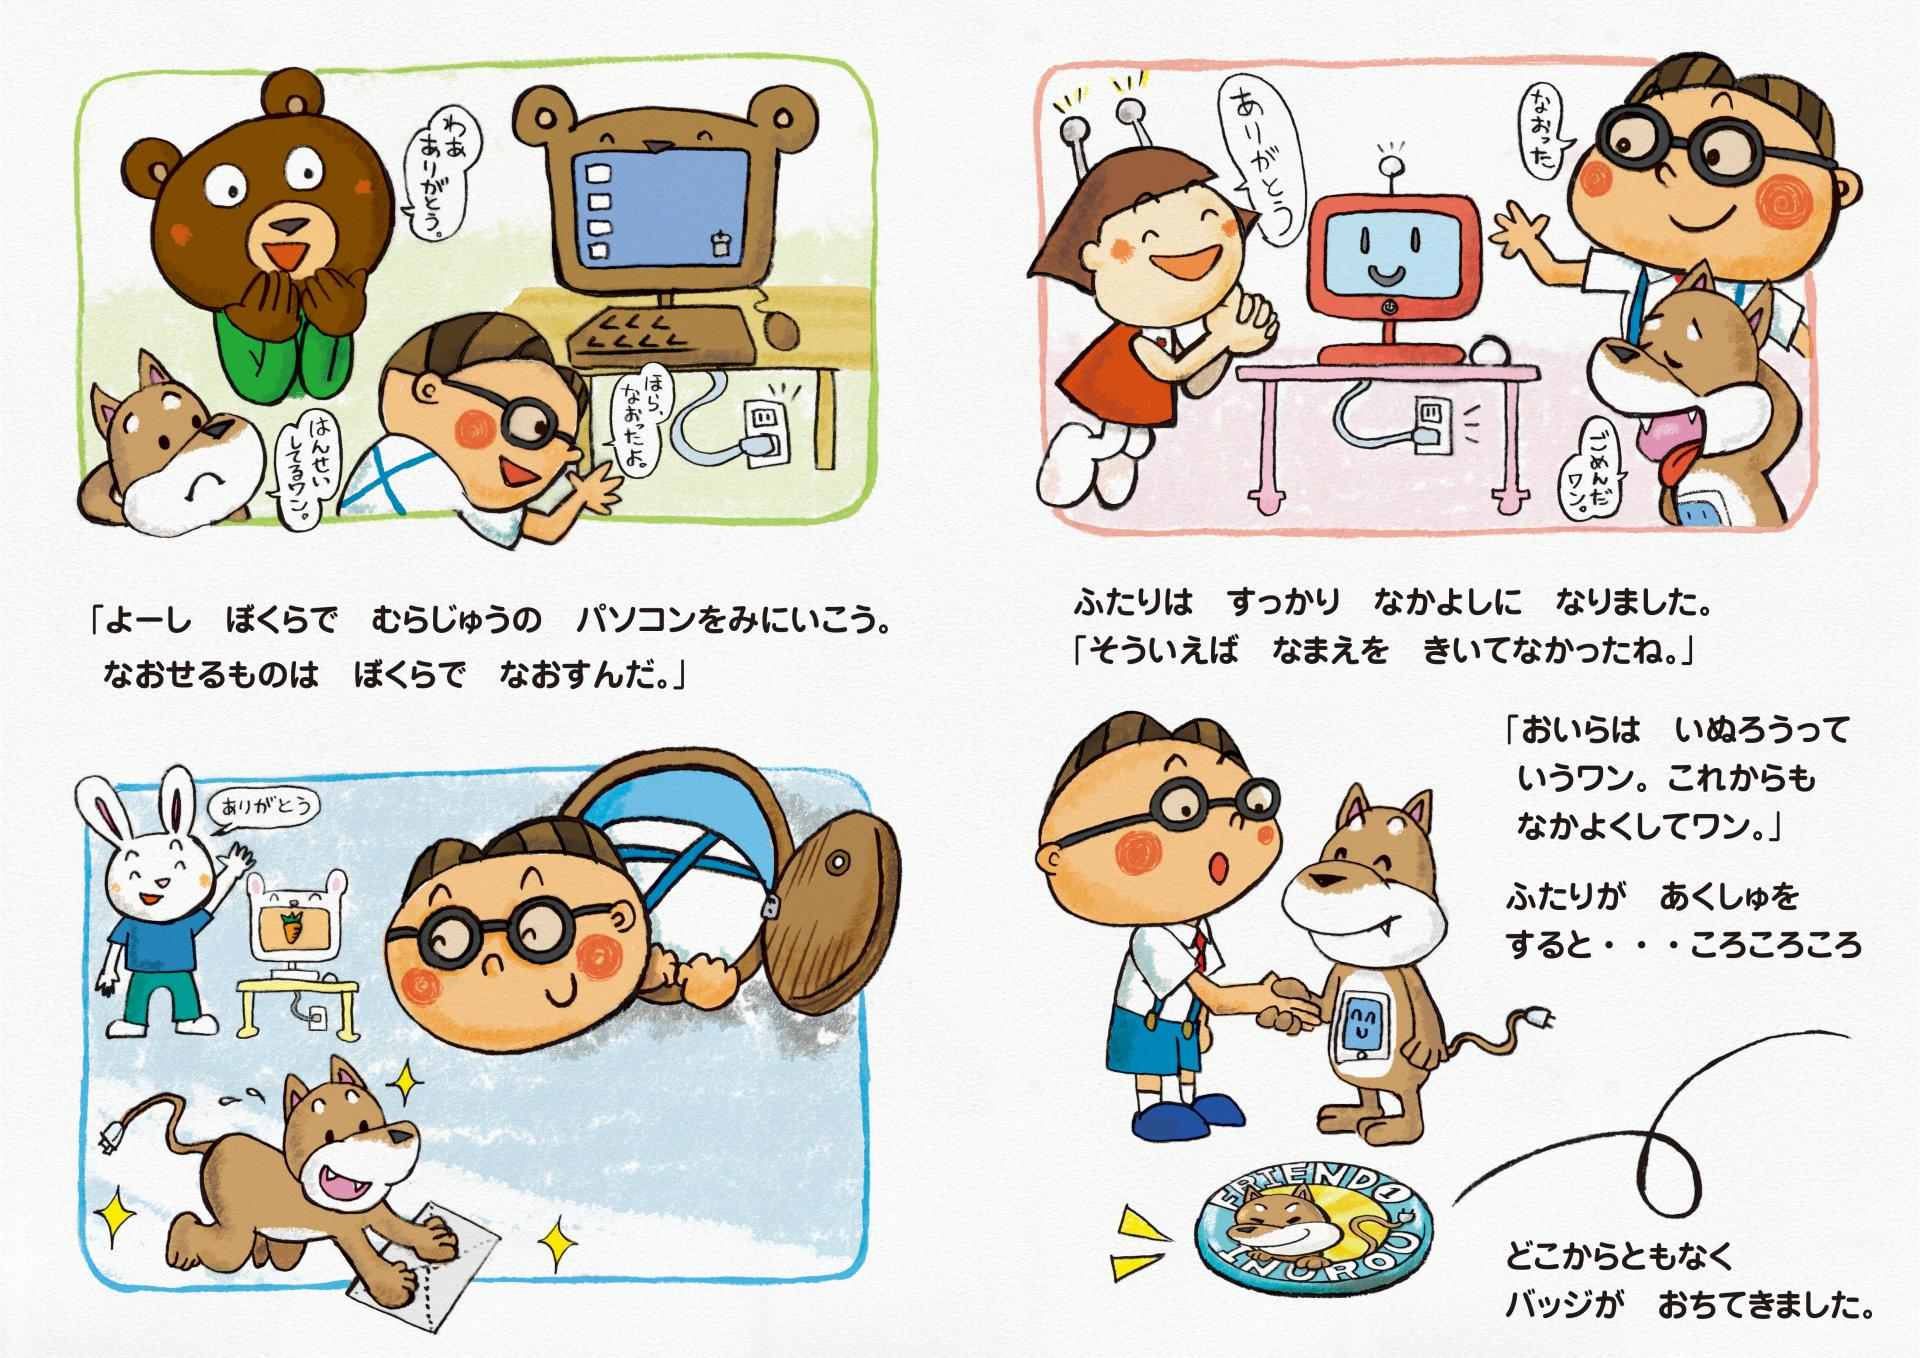 わあ
ありがとう。
ほら、
なおったよ。
はんせい
してるワン。
「よーし　ぼくらで　むらじゅうの　パソコンをみにいこう。
なおせるものは　ぼくらで　なおすんだ。」
ありがとう
ありがとう
なおった
ごめんだ
ワン。
ふたりは　すっかり　なかよしに　なりました。
「そういえば　なまえを　きいてなかったね。」
「おいらは　いぬろうって
いうワン。これからも
なかよくしてワン。」
ふたりが　あくしゅを
すると・・・ころころころ
FRIEND 1
INUROU
どこからともなく
バッジが　おちてきました。